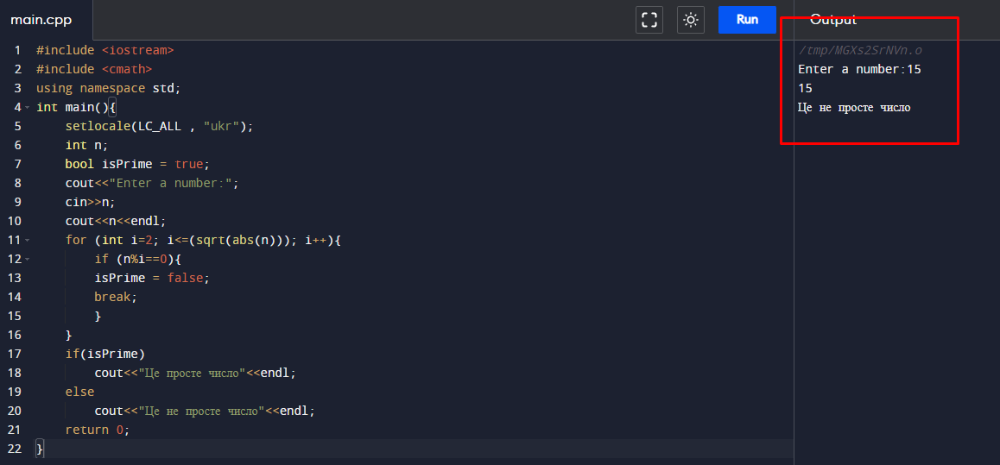 main.cpp
Run
Output
1 #include <iostream>
2 #include <cmath>
3 using namespace std;
4 int main(){
5 setlocale(LC_ALL , "ukr");
6 int n;
7 bool isPrime = true;
8 cout<<"Enter a number:";
9 cin>>n;
10 cout<<n<<endl;
11 for (int i=2; i<=(sqrt(abs(n))); i++){
12 if (n%i==0){
13 isPrime = false;
14 break;
15 }
16 }
17 if(isPrime)
18 cout<<"Це просте число"<<endl;
19 else
20 cout<<"Це не просте число"<<endl;
21 return 0;
22 }
/tmp/MGXs2SrNVn.o
Enter a number:15
15
Це не просте число